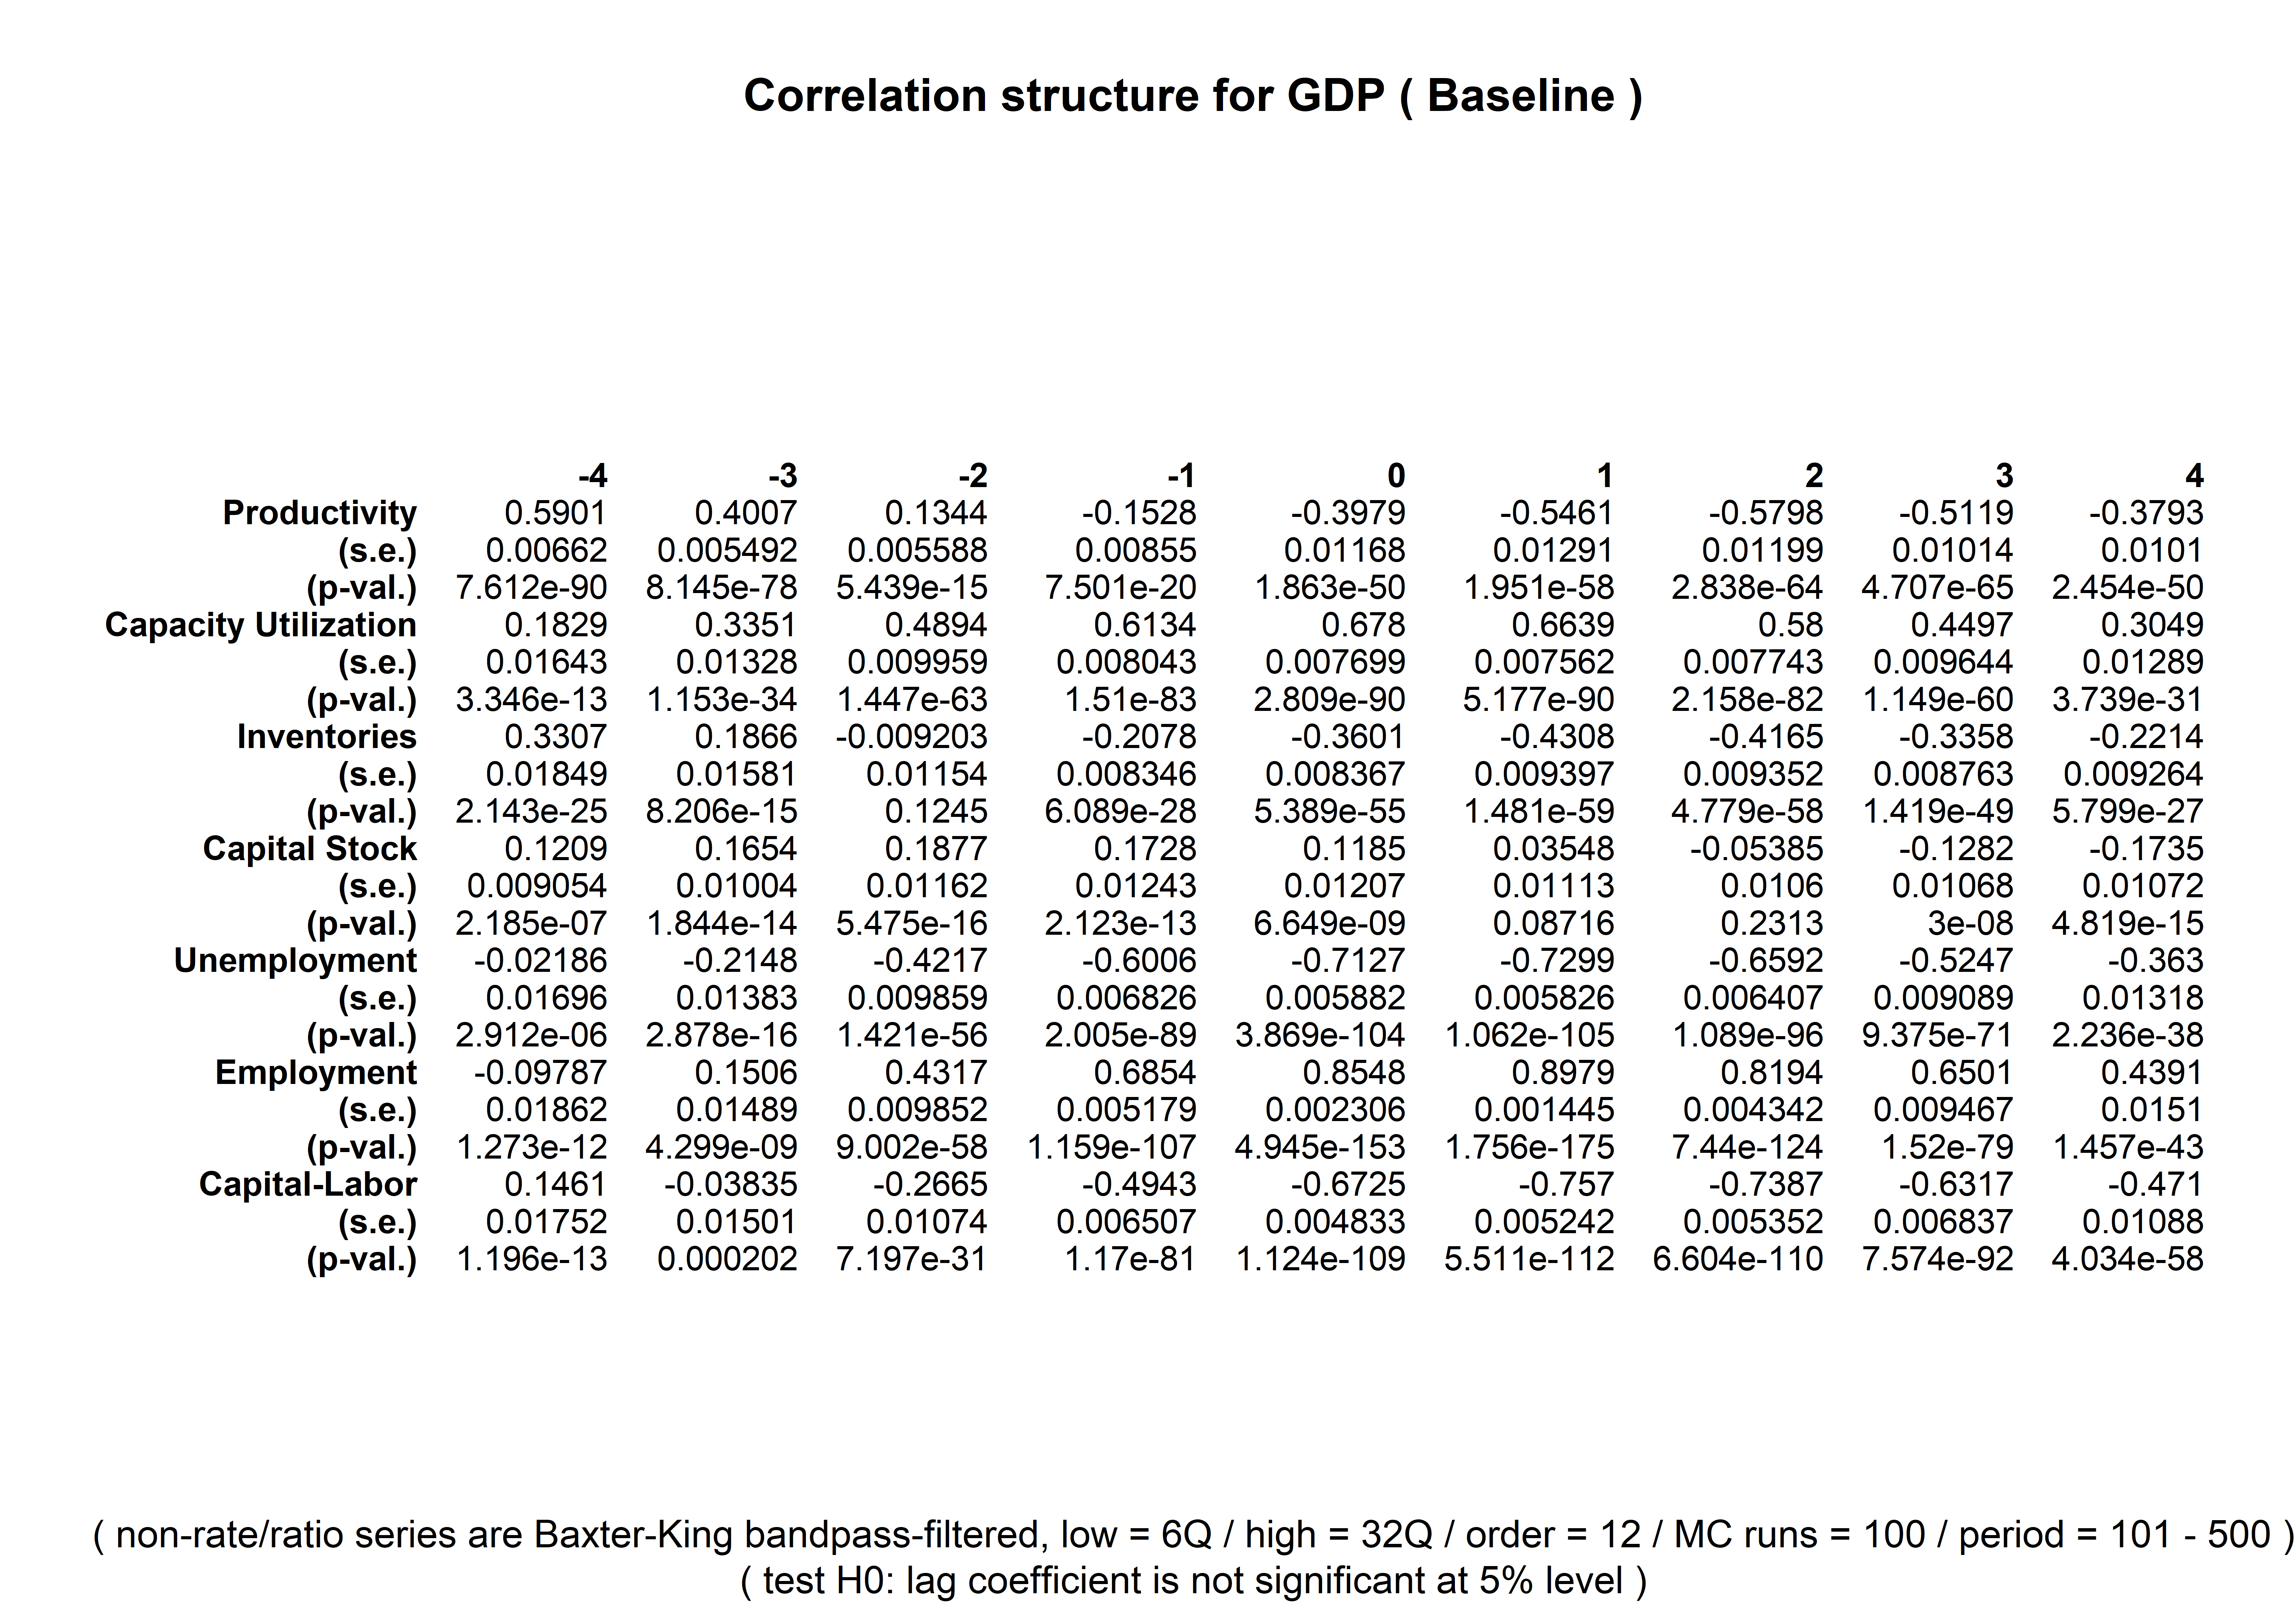 Correlation structure for GDP ( Baseline )
-4 -3 -2 -1 0 1 2 3 4
Productivity 0.5901 0.4007 0.1344 -0.1528 -0.3979 -0.5461 -0.5798 -0.5119 -0.3793
(s.e.) 0.00662 0.005492 0.005588 0.00855 0.01168 0.01291 0.01199 0.01014 0.0101
(p-val.) 7.612e-90 8.145e-78 5.439e-15 7.501e-20 1.863e-50 1.951e-58 2.838e-64 4.707e-65 2.454e-50
Capacity Utilization 0.1829 0.3351 0.4894 0.6134 0.678 0.6639 0.58 0.4497 0.3049
(s.e.) 0.01643 0.01328 0.009959 0.008043 0.007699 0.007562 0.007743 0.009644 0.01289
(p-val.) 3.346e-13 1.153e-34 1.447e-63 1.51e-83 2.809e-90 5.177e-90 2.158e-82 1.149e-60 3.739e-31
Inventories 0.3307 0.1866 -0.009203 -0.2078 -0.3601 -0.4308 -0.4165 -0.3358 -0.2214
(s.e.) 0.01849 0.01581 0.01154 0.008346 0.008367 0.009397 0.009352 0.008763 0.009264
(p-val.) 2.143e-25 8.206e-15 0.1245 6.089e-28 5.389e-55 1.481e-59 4.779e-58 1.419e-49 5.799e-27
Capital Stock 0.1209 0.1654 0.1877 0.1728 0.1185 0.03548 -0.05385 -0.1282 -0.1735
(s.e.) 0.009054 0.01004 0.01162 0.01243 0.01207 0.01113 0.0106 0.01068 0.01072
(p-val.) 2.185e-07 1.844e-14 5.475e-16 2.123e-13 6.649e-09 0.08716 0.2313 3e-08 4.819e-15
Unemployment -0.02186 -0.2148 -0.4217 -0.6006 -0.7127 -0.7299 -0.6592 -0.5247 -0.363
(s.e.) 0.01696 0.01383 0.009859 0.006826 0.005882 0.005826 0.006407 0.009089 0.01318
(p-val.) 2.912e-06 2.878e-16 1.421e-56 2.005e-89 3.869e-104 1.062e-105 1.089e-96 9.375e-71 2.236e-38
Employment -0.09787 0.1506 0.4317 0.6854 0.8548 0.8979 0.8194 0.6501 0.4391
(s.e.) 0.01862 0.01489 0.009852 0.005179 0.002306 0.001445 0.004342 0.009467 0.0151
(p-val.) 1.273e-12 4.299e-09 9.002e-58 1.159e-107 4.945e-153 1.756e-175 7.44e-124 1.52e-79 1.457e-43
Capital-Labor 0.1461 -0.03835 -0.2665 -0.4943 -0.6725 -0.757 -0.7387 -0.6317 -0.471
(s.e.) 0.01752 0.01501 0.01074 0.006507 0.004833 0.005242 0.005352 0.006837 0.01088
(p-val.) 1.196e-13 0.000202 7.197e-31 1.17e-81 1.124e-109 5.511e-112 6.604e-110 7.574e-92 4.034e-58
( non-rate/ratio series are Baxter-King bandpass-filtered, low = 6Q / high = 32Q / order = 12 / MC runs = 100 / period = 101 - 500 )
( test H0: lag coefficient is not significant at 5% level )